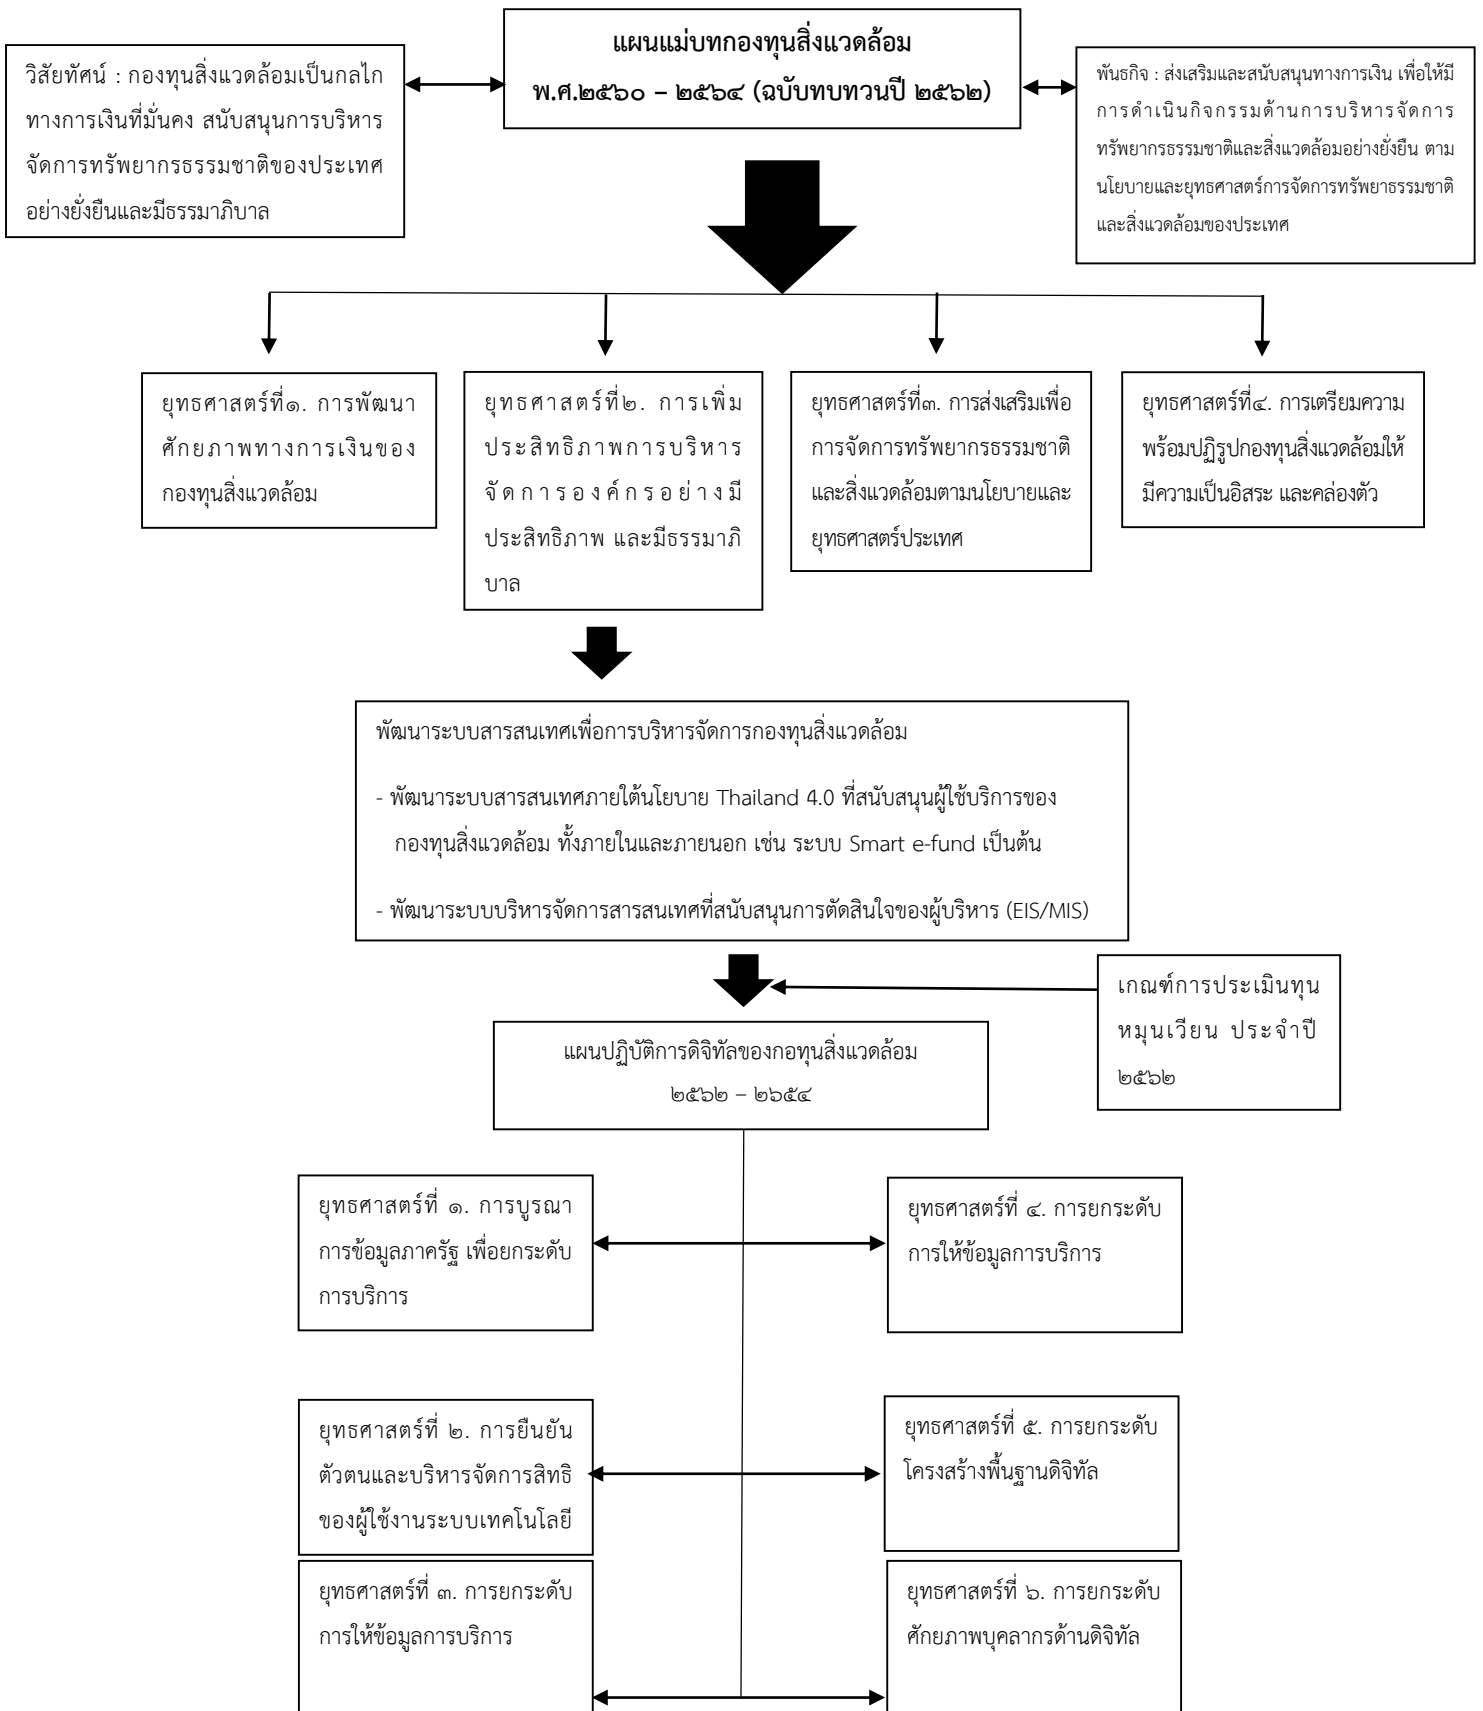 แผนแม่บทกองทุนสิ่งแวดล้อม
พ.ศ.๒๕๖๐ – ๒๕๖๔ (ฉบับทบทวนปี ๒๕๖๒)
วิสัยทัศน์ : กองทุนสิ่งแวดล้อมเป็นกลไก
ทางการเงินที่มั่นคง สนับสนุนการบริหาร
จัดการทรัพยากรธรรมชาติของประเทศ
อย่างยั่งยืนและมีธรรมาภิบาล
พันธกิจ : ส่งเสริมและสนับสนุนทางการเงิน เพื่อให้มี
การดำเนินกิจกรรมด้านการบริหารจัดการ
ทรัพยากรธรรมชาติและสิ่งแวดล้อมอย่างยั่งยืน ตาม
นโยบายและยุทธศาสตร์การจัดการทรัพยาธรรมชาติ
และสิ่งแวดล้อมของประเทศ
ยุทธศาสตร์ที่๑. การพัฒนา
ศักยภาพทางการเงินของ
กองทุนสิ่งแวดล้อม
ยุทธศาสตร์ที่๒. การเพิ่ม
ประสิทธิภาพการบริหาร
จัดการองค์กรอย่างมี
ประสิทธิภาพ และมีธรรมาภิ
บาล
ยุทธศาสตร์ที่๓. การส่งเสริมเพื่อ
การจัดการทรัพยากรธรรมชาติ
และสิ่งแวดล้อมตามนโยบายและ
ยุทธศาสตร์ประเทศ
ยุทธศาสตร์ที่๔. การเตรียมความ
พร้อมปฏิรูปกองทุนสิ่งแวดล้อมให้
มีความเป็นอิสระ และคล่องตัว
พัฒนาระบบสารสนเทศเพื่อการบริหารจัดการกองทุนสิ่งแวดล้อม
- พัฒนาระบบสารสนเทศภายใต้นโยบาย Thailand 4.0 ที่สนับสนุนผู้ใช้บริการของ
กองทุนสิ่งแวดล้อม ทั้งภายในและภายนอก เช่น ระบบ Smart e-fund เป็นต้น
- พัฒนาระบบบริหารจัดการสารสนเทศที่สนับสนุนการตัดสินใจของผู้บริหาร (EIS/MIS)
เกณฑ์การประเมินทุน
หมุนเวียน ประจำปี
๒๕๖๒
แผนปฏิบัติการดิจิทัลของกอทุนสิ่งแวดล้อม
๒๕๖๒ – ๒๖๕๔
ยุทธศาสตร์ที่ ๑. การบูรณา
การข้อมูลภาครัฐ เพื่อยกระดับ
การบริการ
ยุทธศาสตร์ที่ ๔. การยกระดับ
การให้ข้อมูลการบริการ
ยุทธศาสตร์ที่ ๒. การยืนยัน
ตัวตนและบริหารจัดการสิทธิ
ของผู้ใช้งานระบบเทคโนโลยี
ยุทธศาสตร์ที่ ๕. การยกระดับ
โครงสร้างพื้นฐานดิจิทัล
ยุทธศาสตร์ที่ ๓. การยกระดับ
การให้ข้อมูลการบริการ
ยุทธศาสตร์ที่ ๖. การยกระดับ
ศักยภาพบุคลากรด้านดิจิทัล